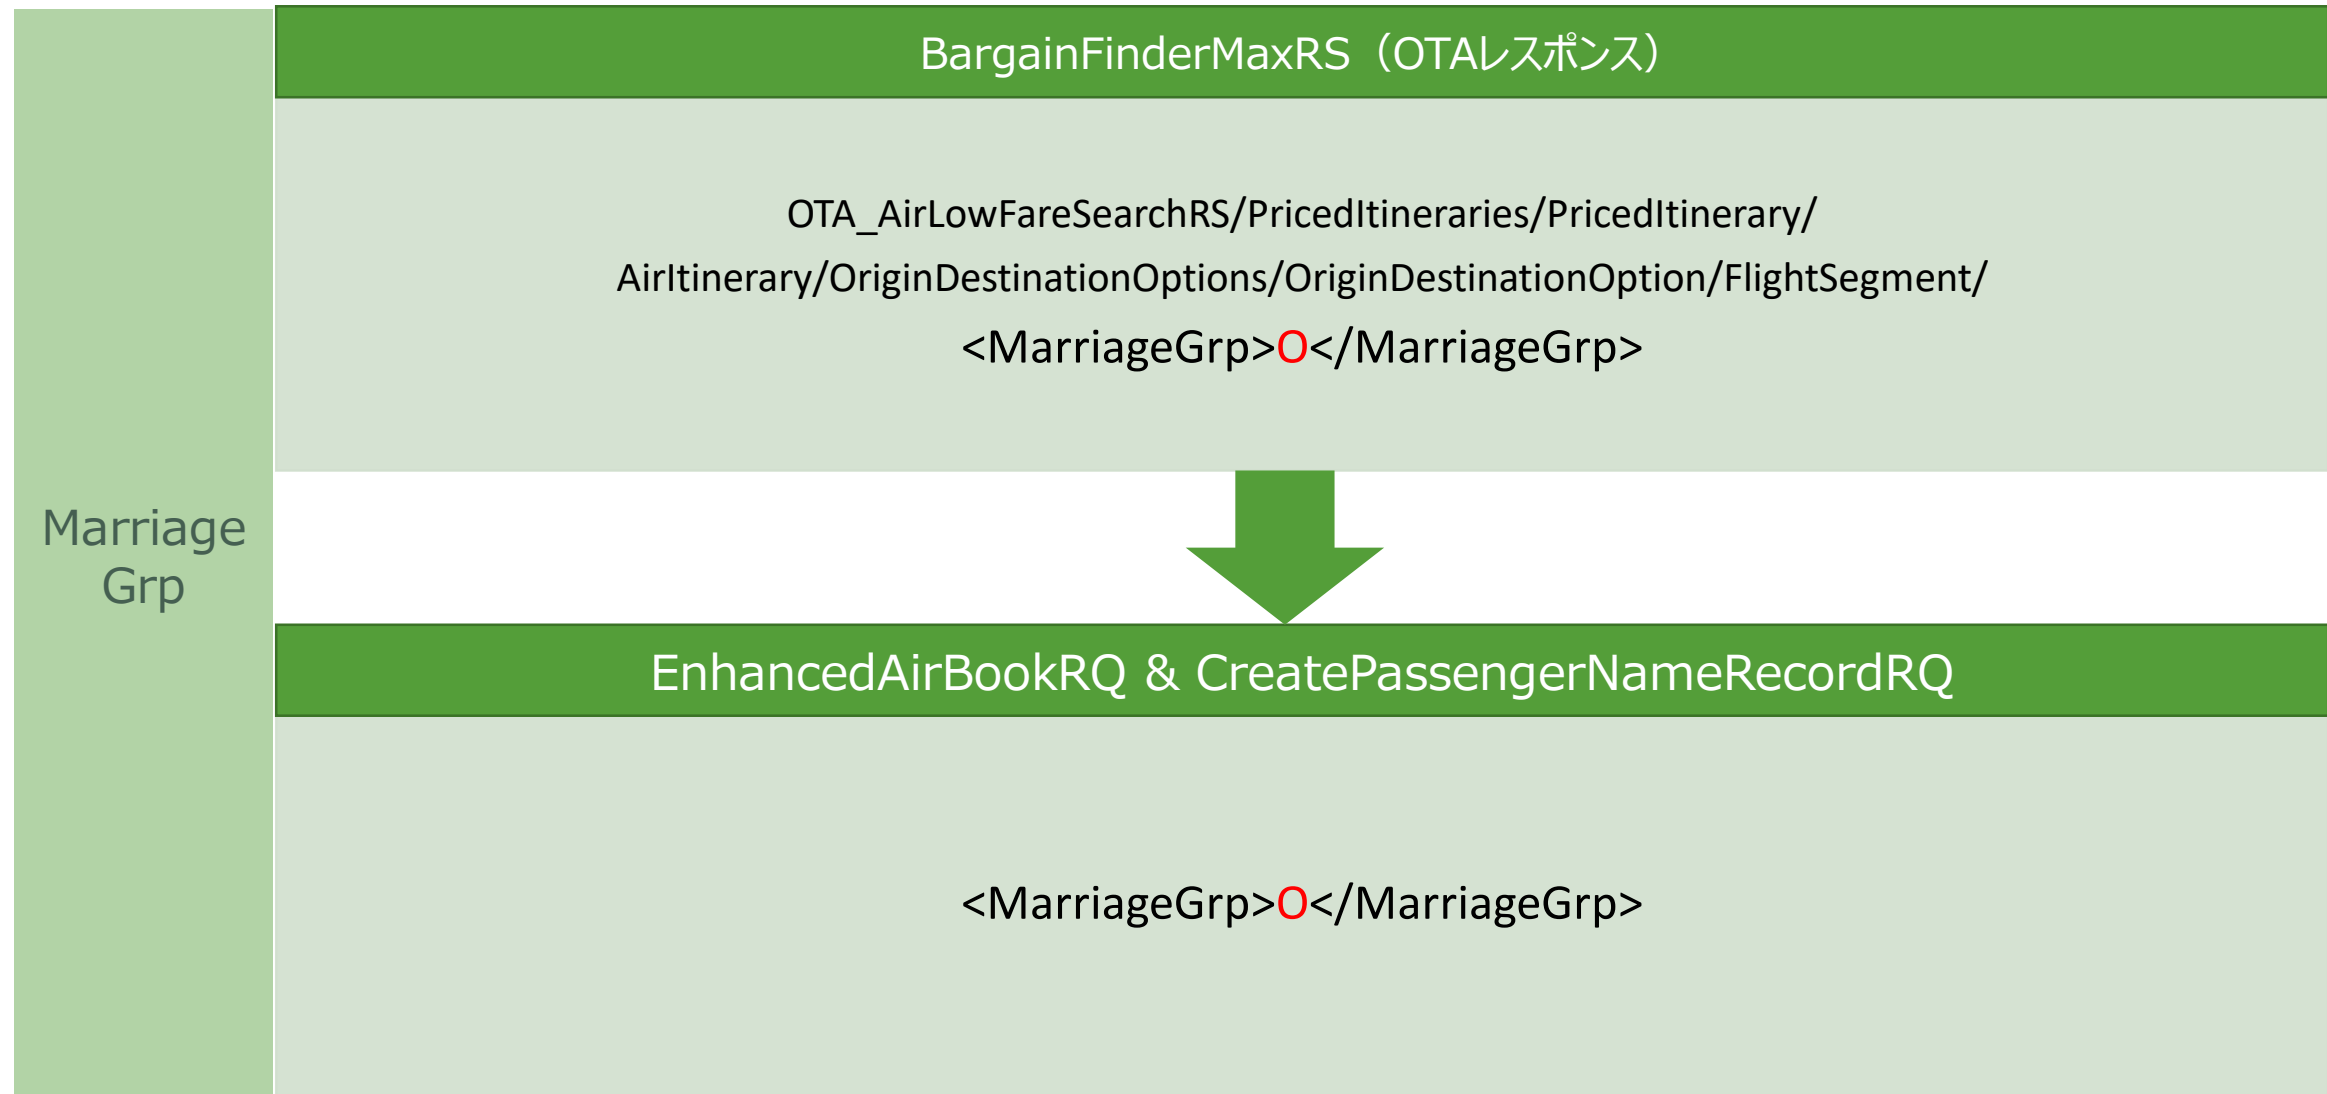 BargainFinderMaxRS（OTAレスポンス）
OTA_AirLowFareSearchRS/PricedItineraries/PricedItinerary/
AirItinerary/OriginDestinationOptions/OriginDestinationOption/FlightSegment/
<MarriageGrp>O</MarriageGrp>
Marriage
Grp
EnhancedAirBookRQ & CreatePassengerNameRecordRQ
<MarriageGrp>O</MarriageGrp>